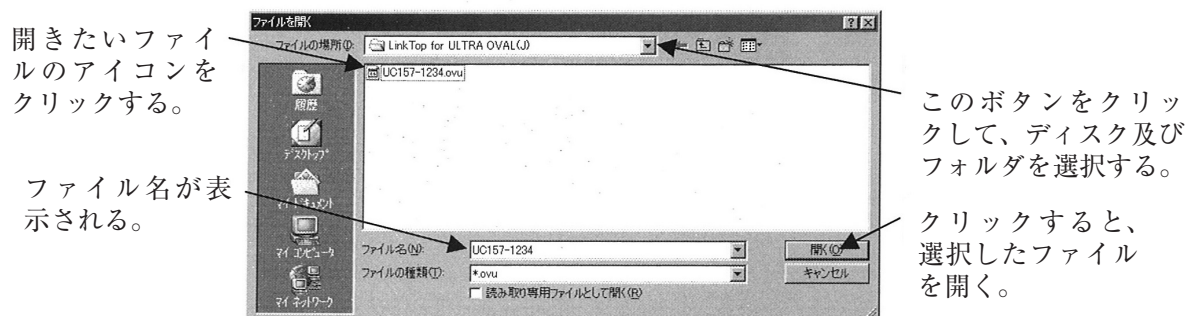 ファイルを開く
開きたいファイ
ルのアイコンを
クリックする。
ファイルの場所(I):
LinkTop for ULTRA OVAL(J)
UC157-1234.ovu
履歴
デスクトップ
マイ ドキュメント
マイ コンピュータ
マイ ネットワーク
このボタンをクリッ
クして、ディスク及び
フォルダを選択する。
ファイル名が表
示される。
ファイル名(N):
UC157-1234
開く(O)
ファイルの種類(T):
*.ovu
キャンセル
読み取り専用ファイルとして開く(R)
クリックすると、
選択したファイル
を開く。